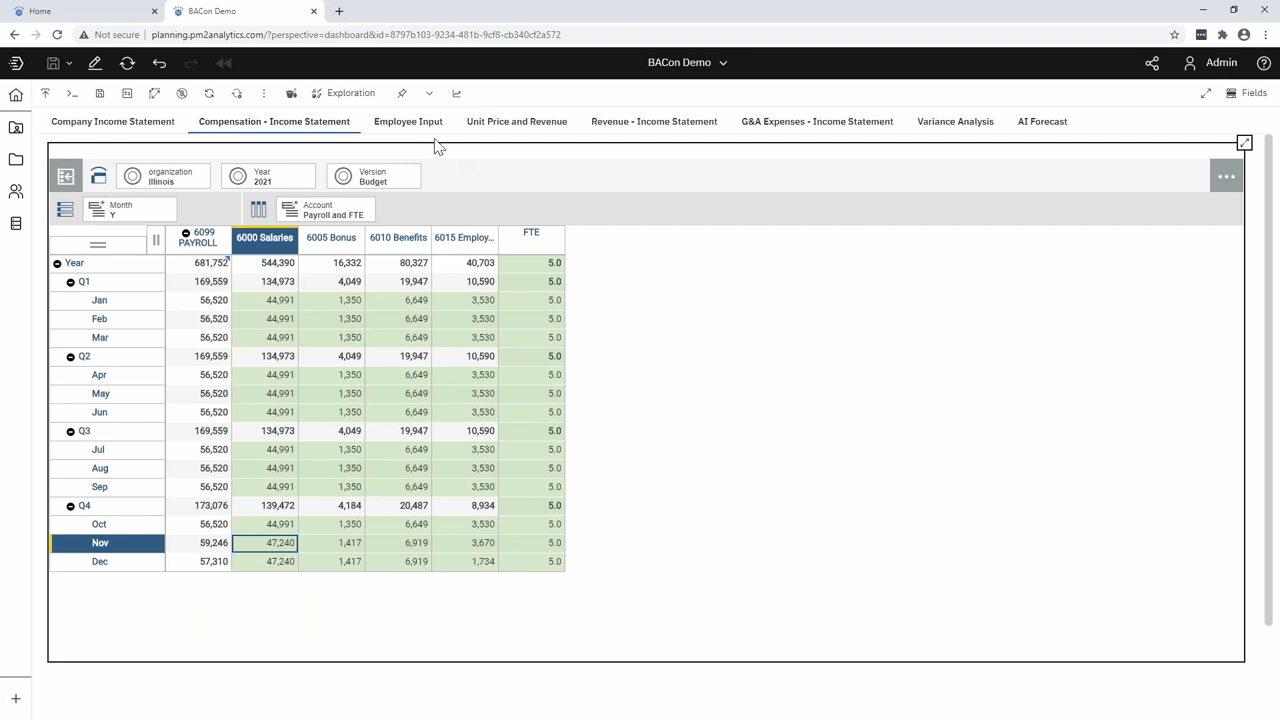 Home
BACon Demo
Not secure planning.pm2analytics.com/?perspective=dashboard&id=8797b103-9234-481b-9cf8-cb340cf2a572
BACon Demo
Admin
Exploration
Fields
Company Income Statement Compensation - Income Statement Employee Input Unit Price and Revenue Revenue - Income Statement G&A Expenses - Income Statement Variance Analysis AI Forecast
organization
Illinois
Year
2021
Version
Budget
Month
Y
Account
Payroll and FTE
6099 PAYROLL 6000 Salaries 6005 Bonus 6010 Benefits 6015 Employ... FTE
Year 681,752 544,390 16,332 80,327 40,703 5.0
Q1 169,559 134,973 4,049 19,947 10,590 5.0
Jan 56,520 44,991 1,350 6,649 3,530 5.0
Feb 56,520 44,991 1,350 6,649 3,530 5.0
Mar 56,520 44,991 1,350 6,649 3,530 5.0
Q2 169,559 134,973 4,049 19,947 10,590 5.0
Apr 56,520 44,991 1,350 6,649 3,530 5.0
May 56,520 44,991 1,350 6,649 3,530 5.0
Jun 56,520 44,991 1,350 6,649 3,530 5.0
Q3 169,559 134,973 4,049 19,947 10,590 5.0
Jul 56,520 44,991 1,350 6,649 3,530 5.0
Aug 56,520 44,991 1,350 6,649 3,530 5.0
Sep 56,520 44,991 1,350 6,649 3,530 5.0
Q4 173,076 139,472 4,184 20,487 8,934 5.0
Oct 56,520 44,991 1,350 6,649 3,530 5.0
Nov 59,246 47,240 1,417 6,919 3,670 5.0
Dec 57,310 47,240 1,417 6,919 1,734 5.0